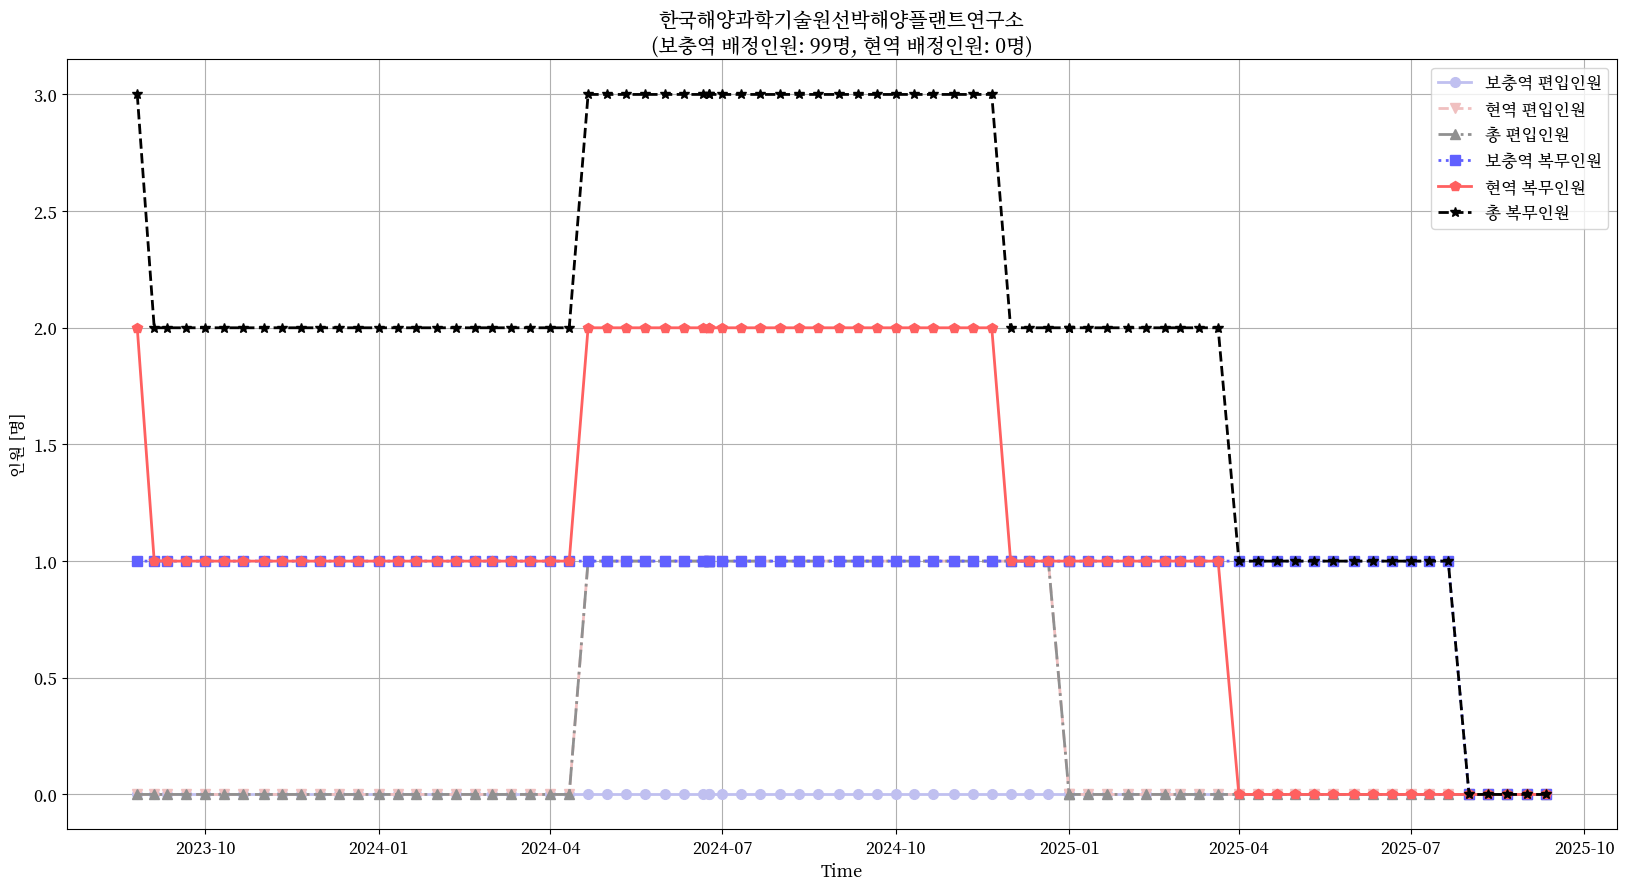 한국해양과학기술원선박해양플랜트연구소
(보충역 배정인원: 99명, 현역 배정인원: 0명)
보충역 편입인원
현역 편입인원
총 편입인원
보충역 복무인원
현역 복무인원
총 복무인원
인원 [명]
3.0
2.5
2.0
1.5
1.0
0.5
0.0
2023-10
2024-01
2024-04
2024-07
2024-10
2025-01
2025-04
2025-07
2025-10
Time